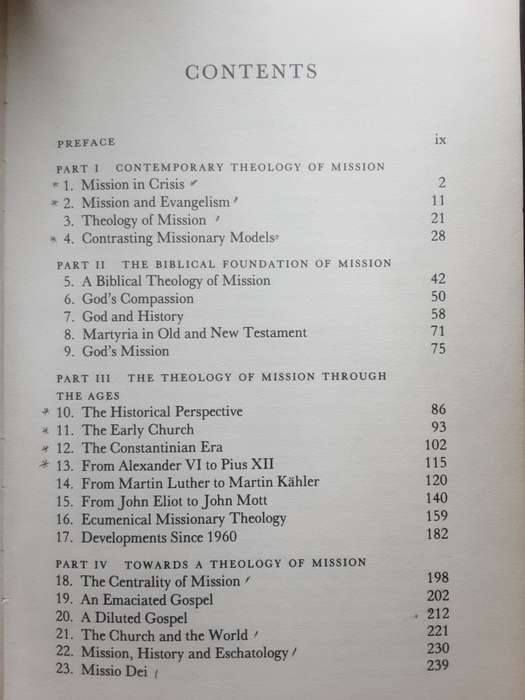 CONTENTS
PREFACE ix
PART I CONTEMPORARY THEOLOGY OF MISSION
* 1. Mission in Crisis 2
* 2. Mission and Evangelism 11
3. Theology of Mission 21
* 4. Contrasting Missionary Models 28
PART II THE BIBLICAL FOUNDATION OF MISSION
5. A Biblical Theology of Mission 42
6. God's Compassion 50
7. God and History 58
8. Martyria in Old and New Testament 71
9. God's Mission 75
PART III THE THEOLOGY OF MISSION THROUGH
THE AGES
* 10. The Historical Perspective 86
* 11. The Early Church 93
* 12. The Constantinian Era 102
* 13. From Alexander VI to Pius XII 115
14. From Martin Luther to Martin Kähler 120
15. From John Eliot to John Mott 140
16. Ecumenical Missionary Theology 159
17. Developments Since 1960 182
PART IV TOWARDS A THEOLOGY OF MISSION
18. The Centrality of Mission 198
19. An Emaciated Gospel 202
20. A Diluted Gospel 212
21. The Church and the World 221
22. Mission, History and Eschatology 230
23. Missio Dei 239